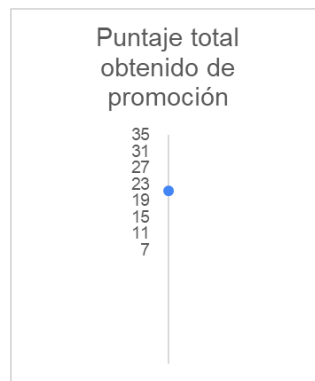 Puntaje total
obtenido de
promoción
35
31
27
23
19
15
11
7